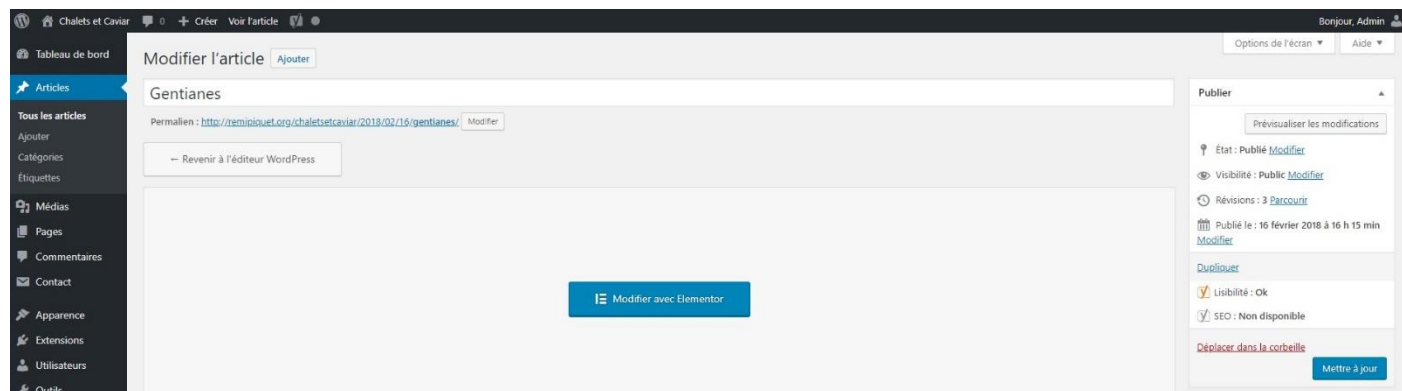 Chalets et Caviar 0 + Créer Voir l'article Bonjour, Admin
Options de l'écran ▼ Aide ▼
Tableau de bord
Articles
Tous les articles
Ajouter
Catégories
Étiquettes
Médias
Pages
Commentaires
Contact
Apparence
Extensions
Utilisateurs
Outils
Modifier l'article Ajouter
Gentianes
Permalien : http://remipiquet.org/chaletsetcaviar/2018/02/16/gentianes/ Modifier
← Revenir à l'éditeur WordPress
Modifier avec Elementor
Publier
Prévisualiser les modifications
État : Publié Modifier
Visibilité : Public Modifier
Révisions : 3 Parcourir
Publié le : 16 février 2018 à 16 h 15 min
Modifier
Dupliquer
Lisibilité : Ok
SEO : Non disponible
Déplacer dans la corbeille
Mettre à jour